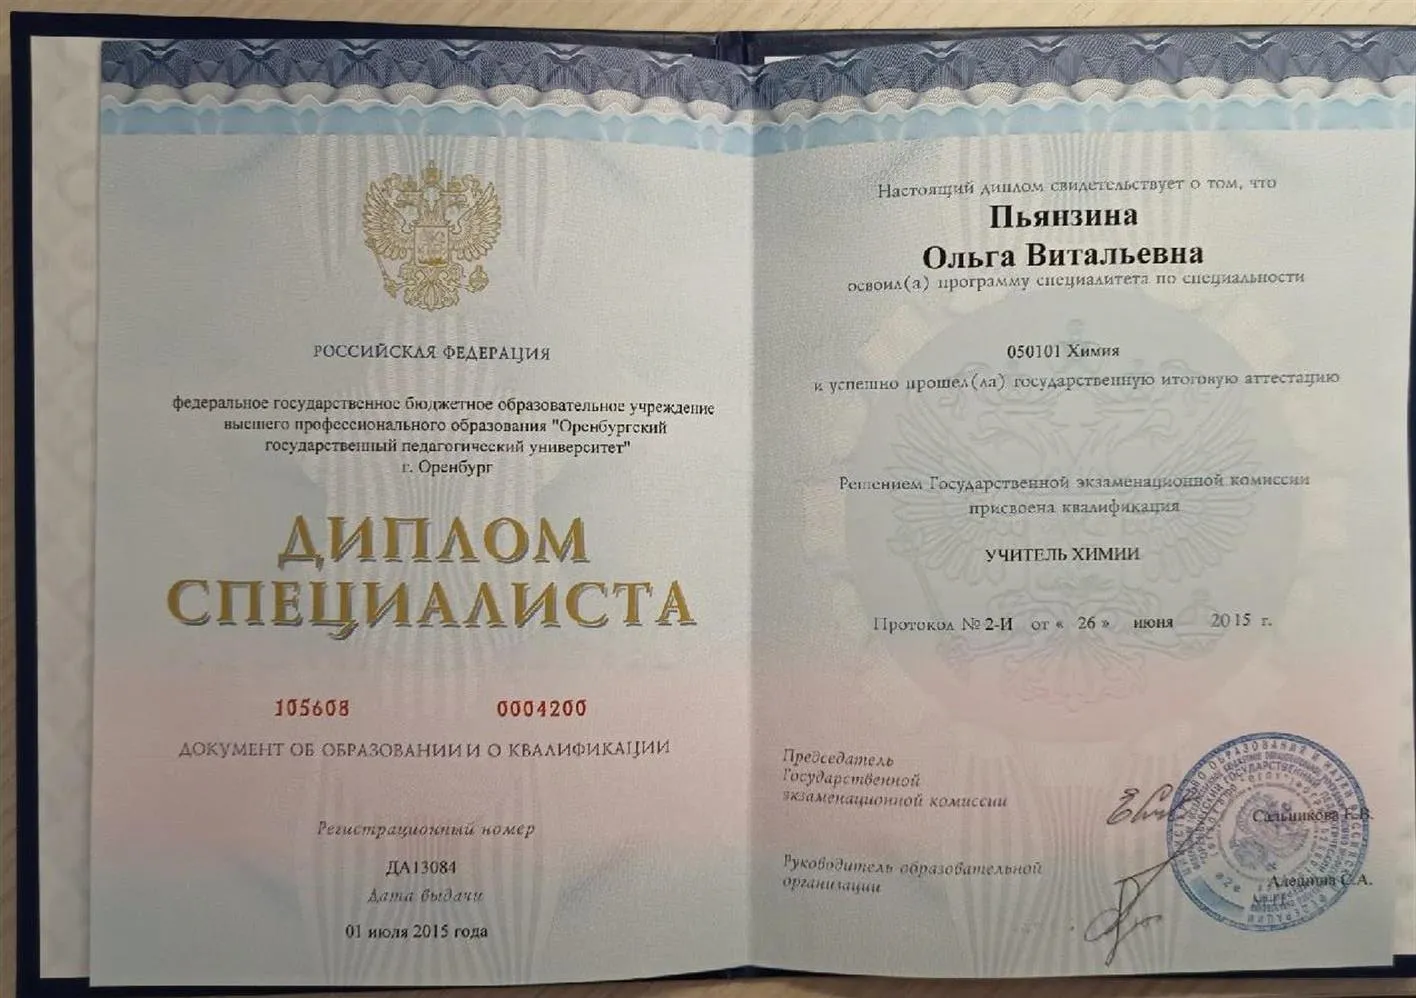 РОССИЙСКАЯ ФЕДЕРАЦИЯ
федеральное государственное бюджетное образовательное учреждение
высшего профессионального образования "Оренбургский
государственный педагогический университет"
г. Оренбург
ДИПЛОМ
СПЕЦИАЛИСТА
105608 0004200
ДОКУМЕНТ ОБ ОБРАЗОВАНИИ И О КВАЛИФИКАЦИИ
Регистрационный номер
ДА13084
Дата выдачи
01 июля 2015 года
Настоящий диплом свидетельствует о том, что
Пьянзина
Ольга Витальевна
освоил(а) программу специалитета по специальности
050101 Химия
и успешно прошел(ла) государственную итоговую аттестацию
Решением Государственной экзаменационной комиссии
присвоена квалификация
УЧИТЕЛЬ ХИМИИ
Протокол № 2-И от « 26 » июня 2015 г.
Председатель
Государственной
экзаменационной комиссии
Сальникова Е.В.
Руководитель образовательной
организации
Алешина С.А.